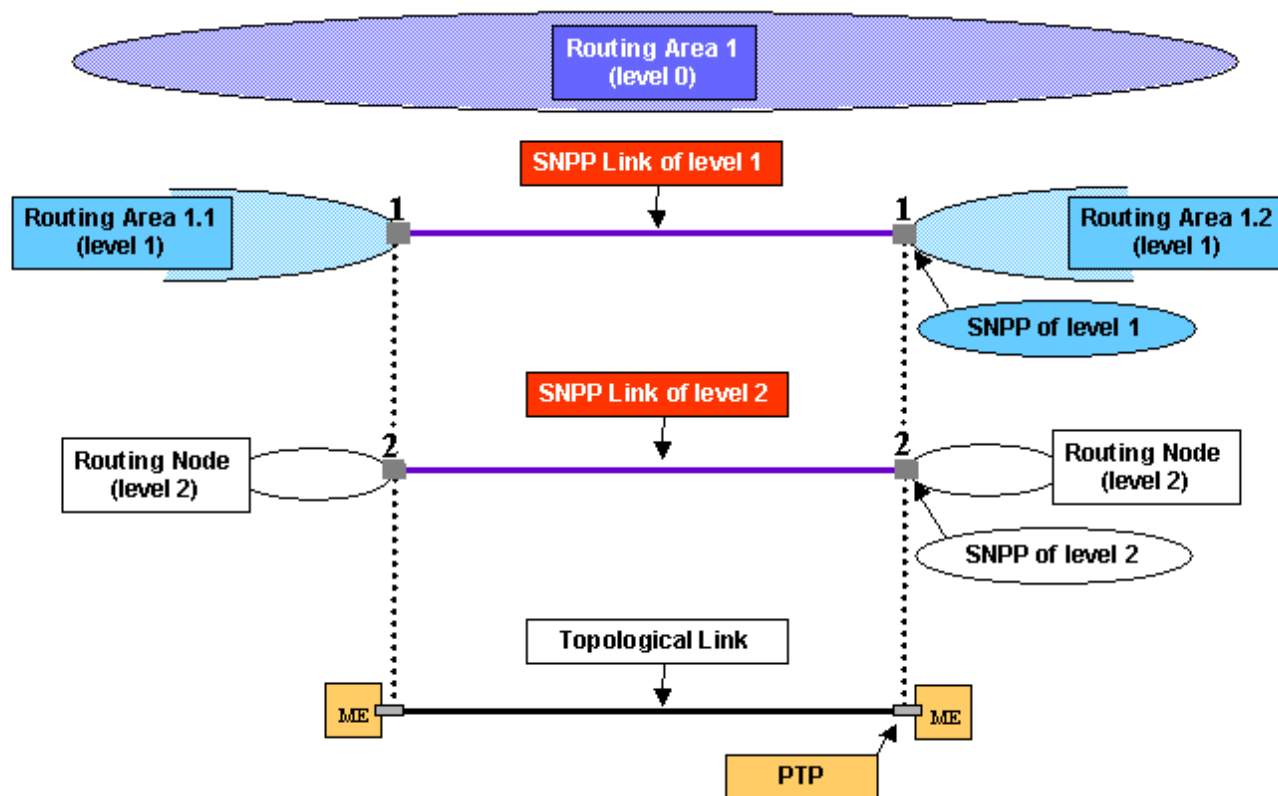 Routing Area 1
(level 0)
SNPP Link of level 1
Routing Area 1.1
(level 1)
1
1
Routing Area 1.2
(level 1)
SNPP of level 1
SNPP Link of level 2
Routing Node
(level 2)
2
2
Routing Node
(level 2)
SNPP of level 2
Topological Link
ME
ME
PTP